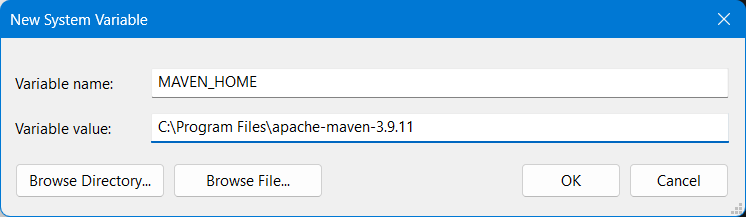 New System Variable
Variable name: MAVEN_HOME
Variable value: C:\Program Files\apache-maven-3.9.11
Browse Directory... Browse File... OK Cancel